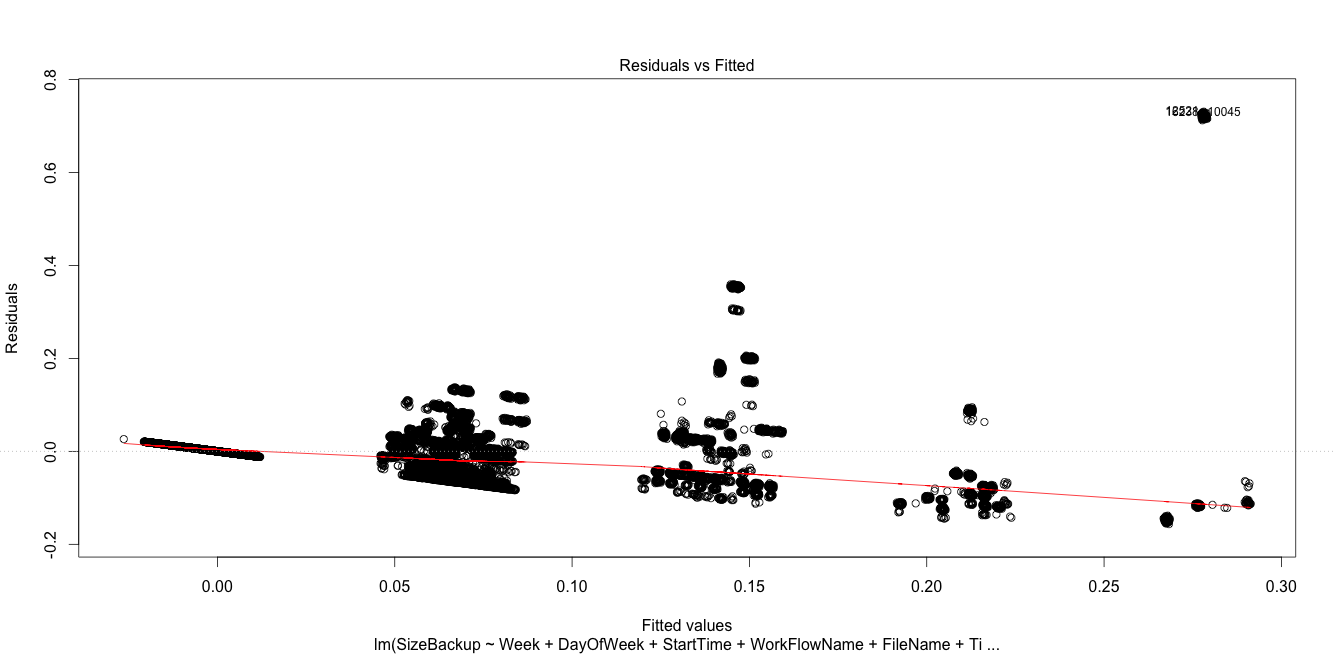 Residuals vs Fitted
0.8
0.6
0.4
0.2
0.0
-0.2
Residuals
10045
0.00 0.05 0.10 0.15 0.20 0.25 0.30
Fitted values
lm(SizeBackup ~ Week + DayOfWeek + StartTime + WorkFlowName + FileName + Ti ...